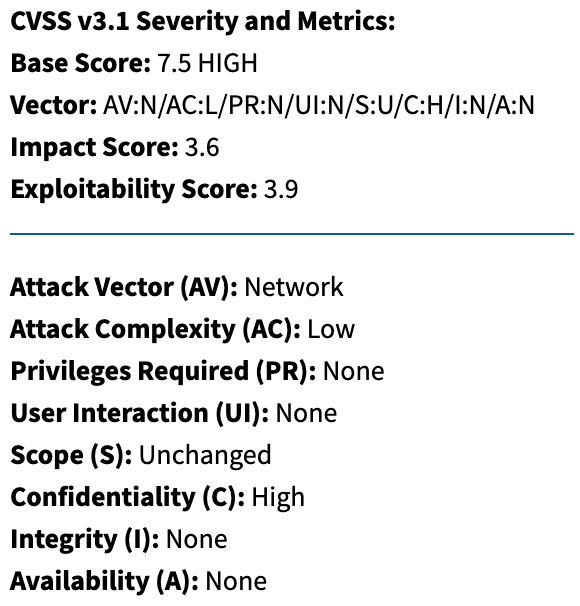 CVSS v3.1 Severity and Metrics:
Base Score: 7.5 HIGH
Vector: AV:N/AC:L/PR:N/UI:N/S:U/C:H/I:N/A:N
Impact Score: 3.6
Exploitability Score: 3.9
Attack Vector (AV): Network
Attack Complexity (AC): Low
Privileges Required (PR): None
User Interaction (UI): None
Scope (S): Unchanged
Confidentiality (C): High
Integrity (I): None
Availability (A): None